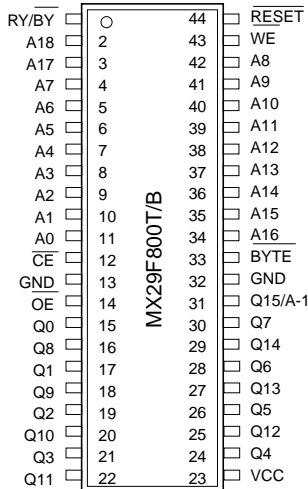 RY/BY 44 RESET
A18 2 43 WE
A17 3 42 A8
A7 4 41 A9
A6 5 40 A10
A5 6 39 A11
A4 7 38 A12
A3 8 37 A13
A2 9 36 A14
A1 10 35 A15
A0 11 34 A16
CE 12 33 BYTE
GND 13 32 GND
OE 14 31 Q15/A-1
Q0 15 30 Q7
Q8 16 29 Q14
Q1 17 28 Q6
Q9 18 27 Q13
Q2 19 26 Q5
Q10 20 25 Q12
Q3 21 24 Q4
Q11 22 23 VCC
MX29F800T/B